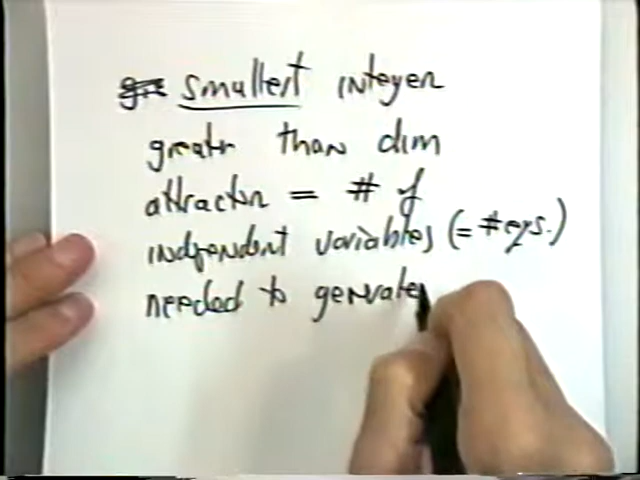 smallest integer
greater than dim
attractor = # of
independent variables (= # eqs.)
needed to generate